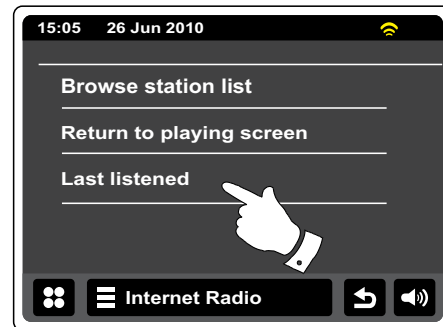 15:05 26 Jun 2010
Browse station list
Return to playing screen
Last listened
Internet Radio